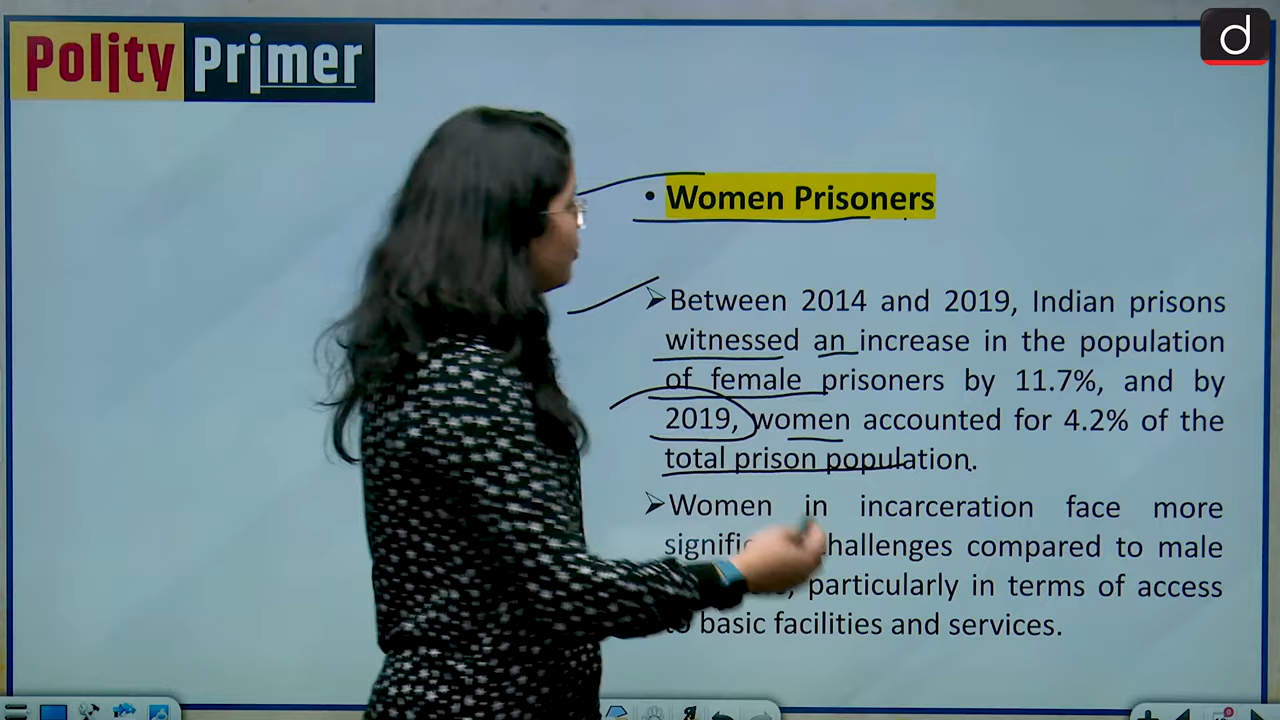 Polity Primer
d
• Women Prisoners
➢Between 2014 and 2019, Indian prisons
witnessed an increase in the population
of female prisoners by 11.7%, and by
2019, women accounted for 4.2% of the
total prison population.
➢Women in incarceration face more
challenges compared to male
particularly in terms of access
basic facilities and services.